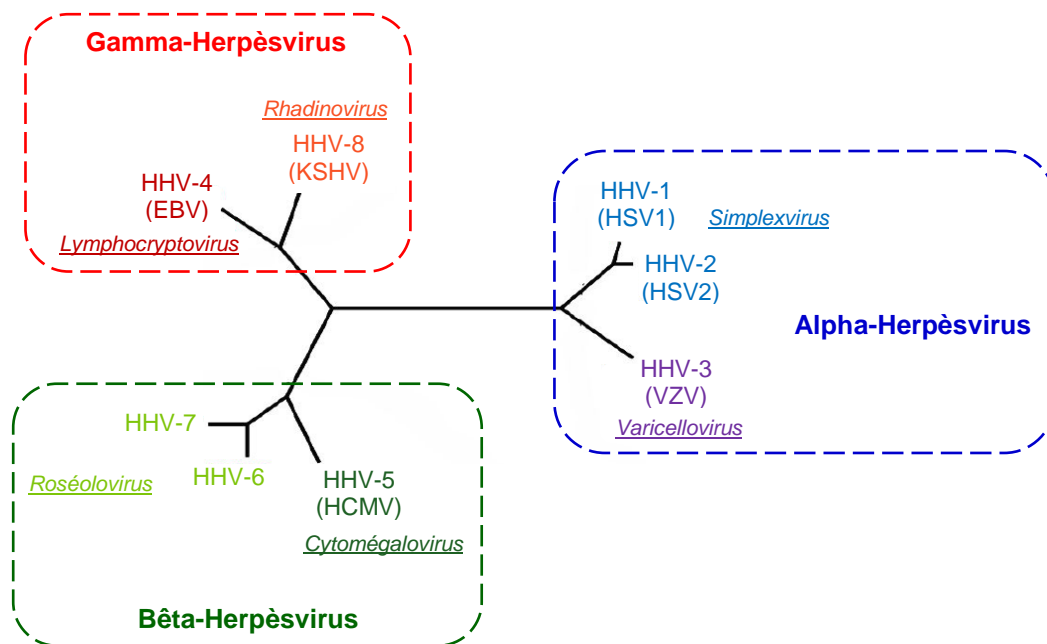 Gamma-Herpèsvirus
Rhadinovirus
HHV-8
(KSHV)
HHV-4
(EBV)
Lymphocryptovirus
HHV-1
(HSV1)
Simplexvirus
HHV-2
(HSV2)
Alpha-Herpèsvirus
HHV-3
(VZV)
Varicellovirus
HHV-7
HHV-6
Roséolovirus
HHV-5
(HCMV)
Cytomégalovirus
Bêta-Herpèsvirus